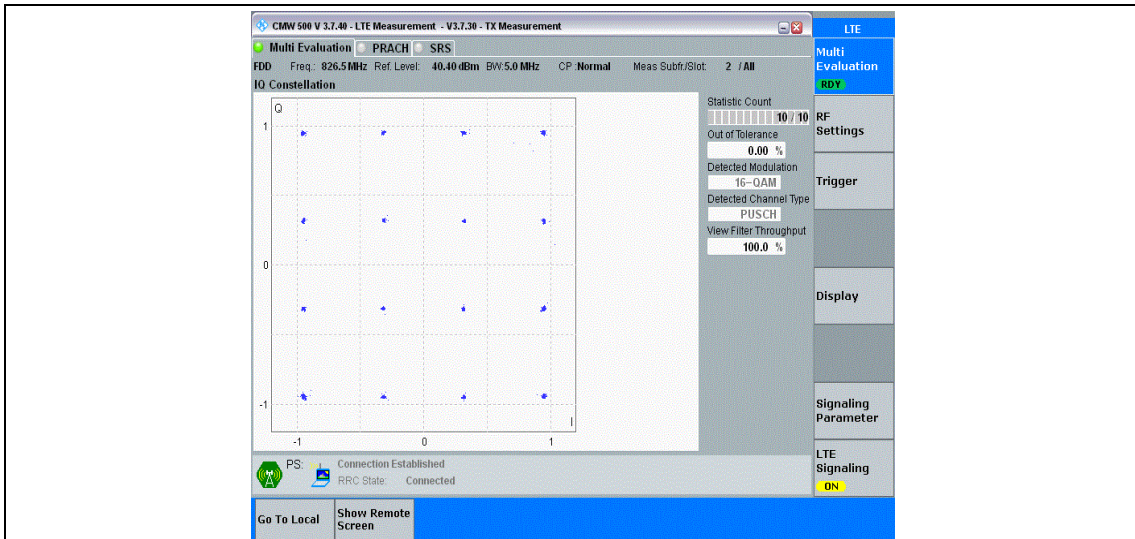 CMW 500 V 3.7.40 - LTE Measurement - V3.7.30 - TX Measurement
LTE
Multi Evaluation PRACH SRS
Multi
Evaluation
RDY
FDD Freq.: 826.5 MHz Ref. Level: 40.40 dBm BW: 5.0 MHz CP :Normal Meas Subfr./Slot: 2 / All
IQ Constellation
Q
1
0
-1
-1
0
1
I
Statistic Count
10 / 10
Out of Tolerance
0.00 %
Detected Modulation
16-QAM
Detected Channel Type
PUSCH
View Filter Throughput
100.0 %
RF
Settings
Trigger
Display
Signaling
Parameter
LTE
Signaling
ON
PS: Connection Established
RRC State: Connected
Go To Local
Show Remote
Screen